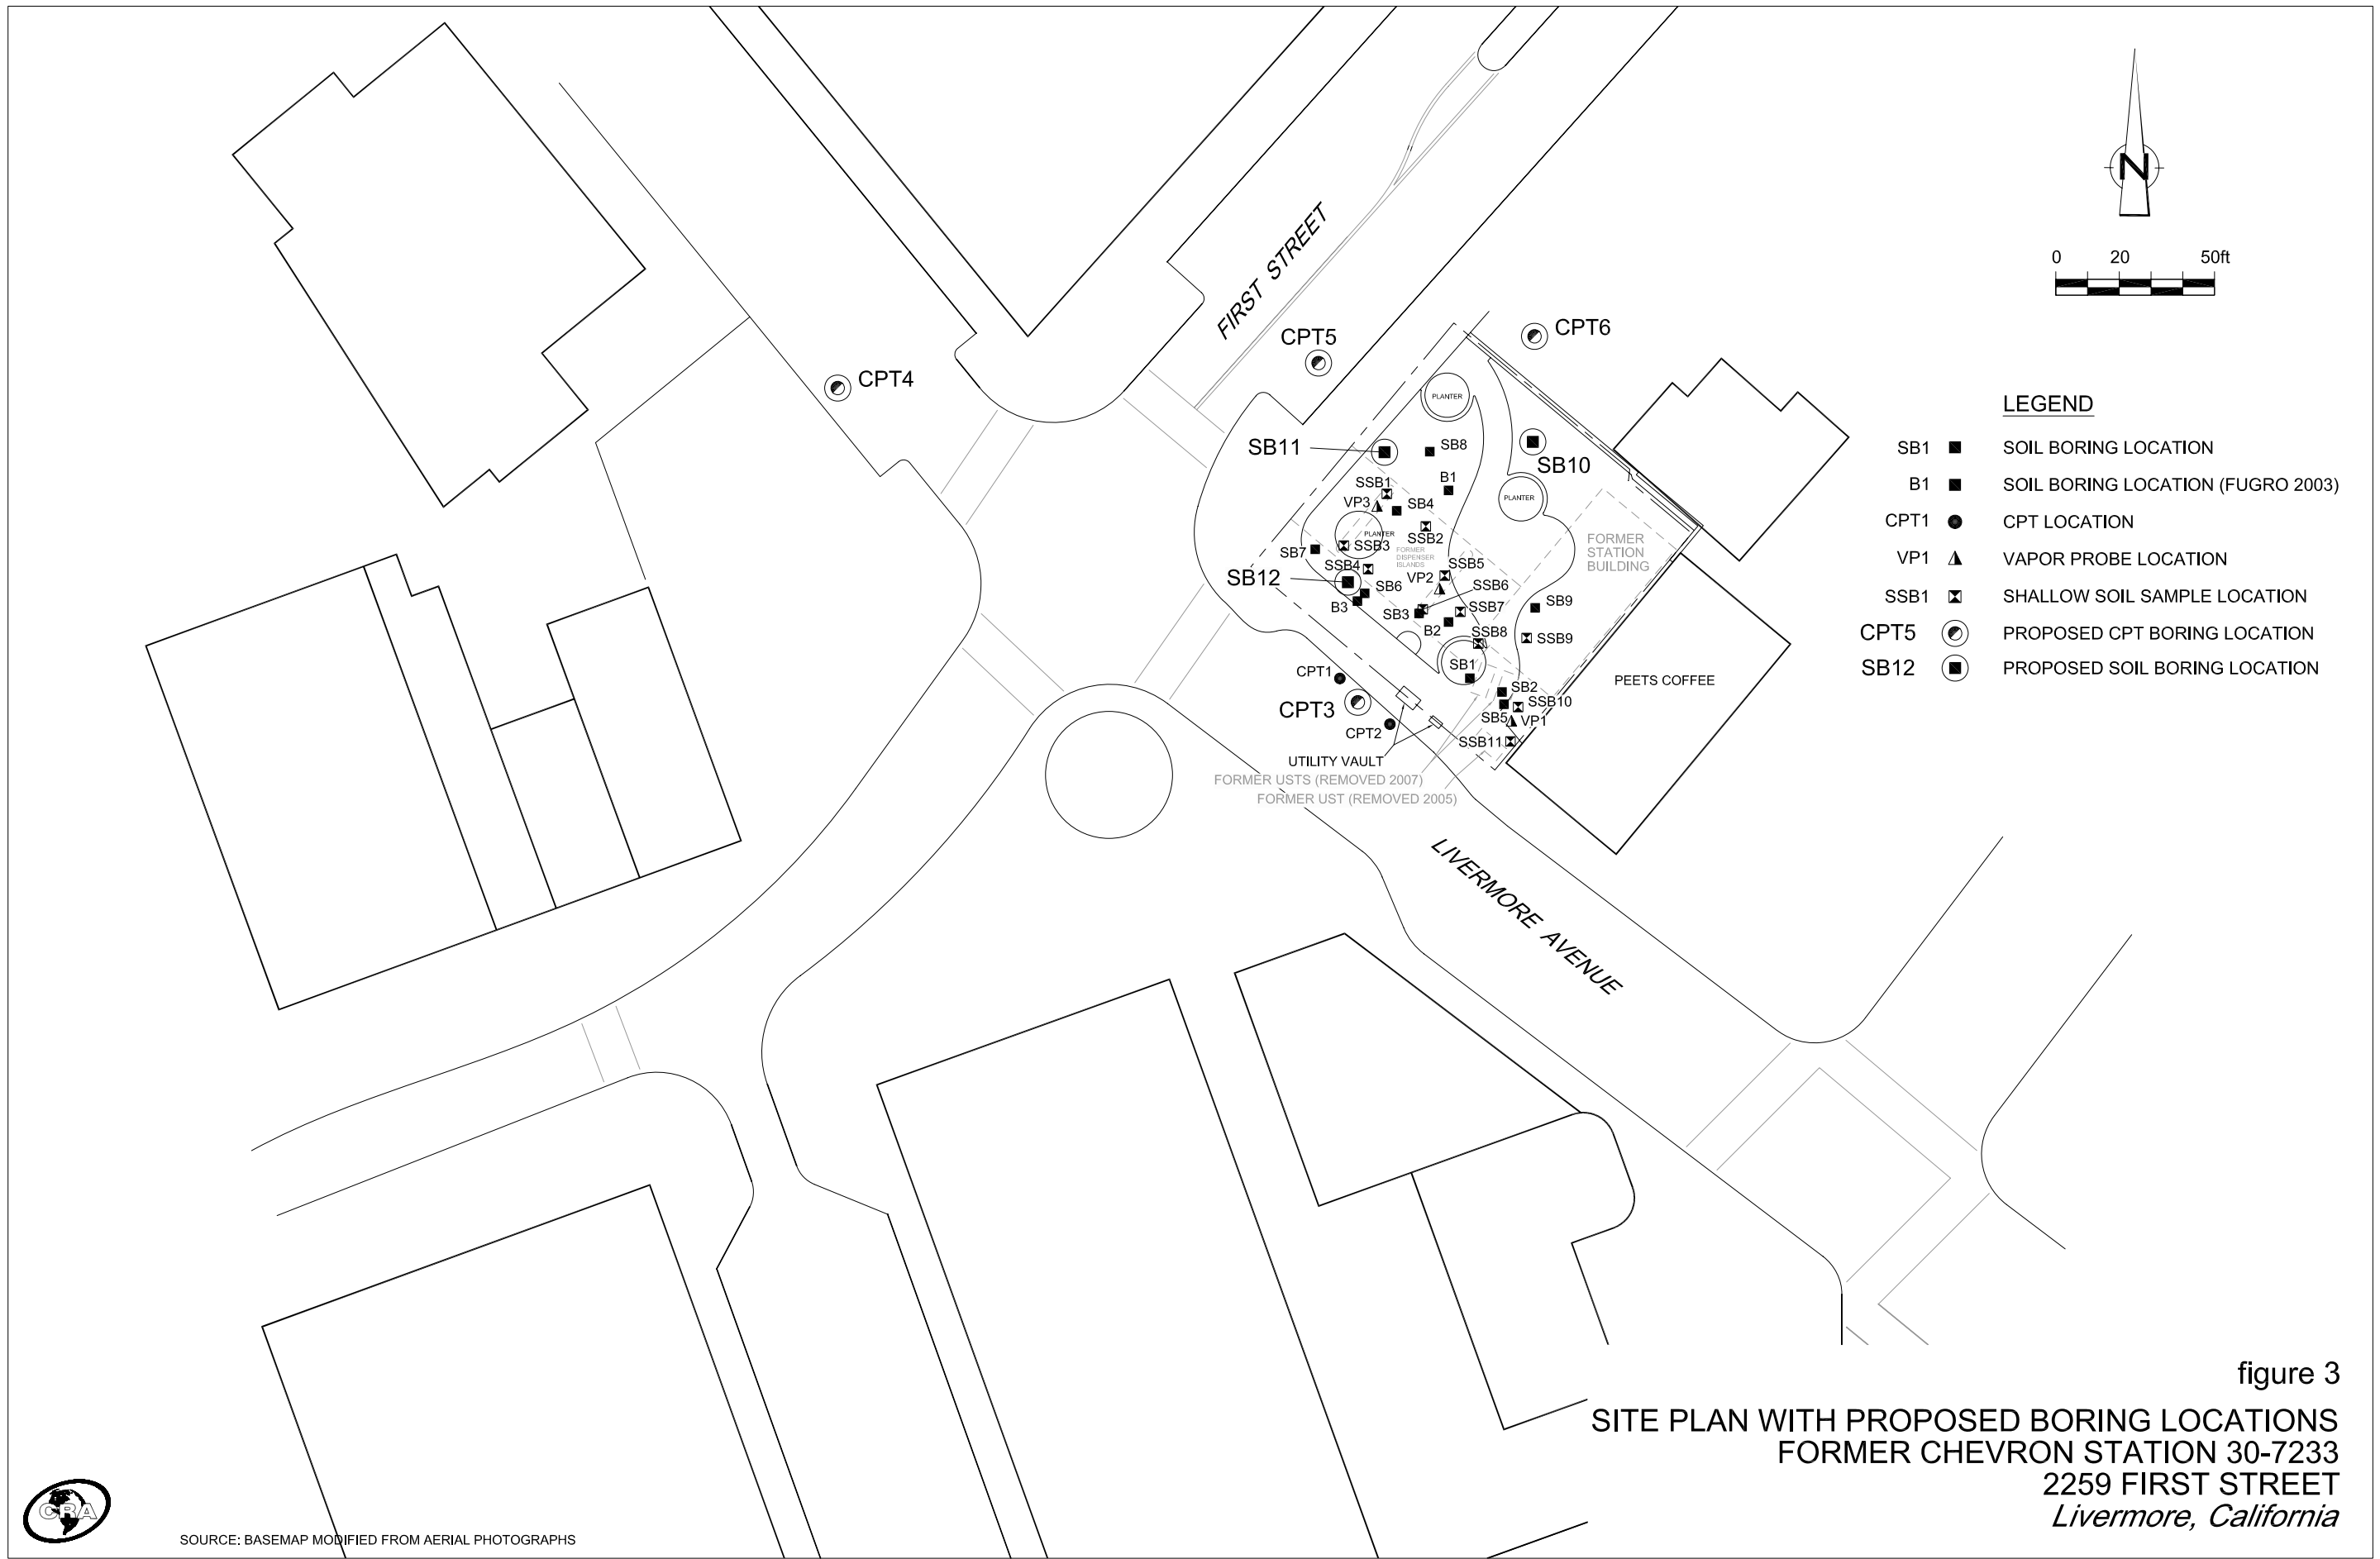 FIRST STREET
N
0 20 50ft
CPT5
CPT6
CPT4
PLANTER
SB11
SB8
SB10
B1
SSB1
VP3
SB4
PLANTER
SSB2
PLANTER
SSB3
SB7
FORMER
DISPENSER
ISLANDS
FORMER
STATION
BUILDING
SSB4
SSB5
SB12
VP2
SSB6
SB6
B3
SB3
SSB7
SB9
B2
SSB8
SSB9
SB1
CPT1
PEETS COFFEE
SB2
SSB10
CPT3
SB5
VP1
CPT2
SSB11
UTILITY VAULT
FORMER USTS (REMOVED 2007)
FORMER UST (REMOVED 2005)
LIVERMORE AVENUE
LEGEND
SB1 SOIL BORING LOCATION
B1 SOIL BORING LOCATION (FUGRO 2003)
CPT1 CPT LOCATION
VP1 VAPOR PROBE LOCATION
SSB1 SHALLOW SOIL SAMPLE LOCATION
CPT5 PROPOSED CPT BORING LOCATION
SB12 PROPOSED SOIL BORING LOCATION
figure 3
SITE PLAN WITH PROPOSED BORING LOCATIONS
FORMER CHEVRON STATION 30-7233
2259 FIRST STREET
Livermore, California
CRA
SOURCE: BASEMAP MODIFIED FROM AERIAL PHOTOGRAPHS